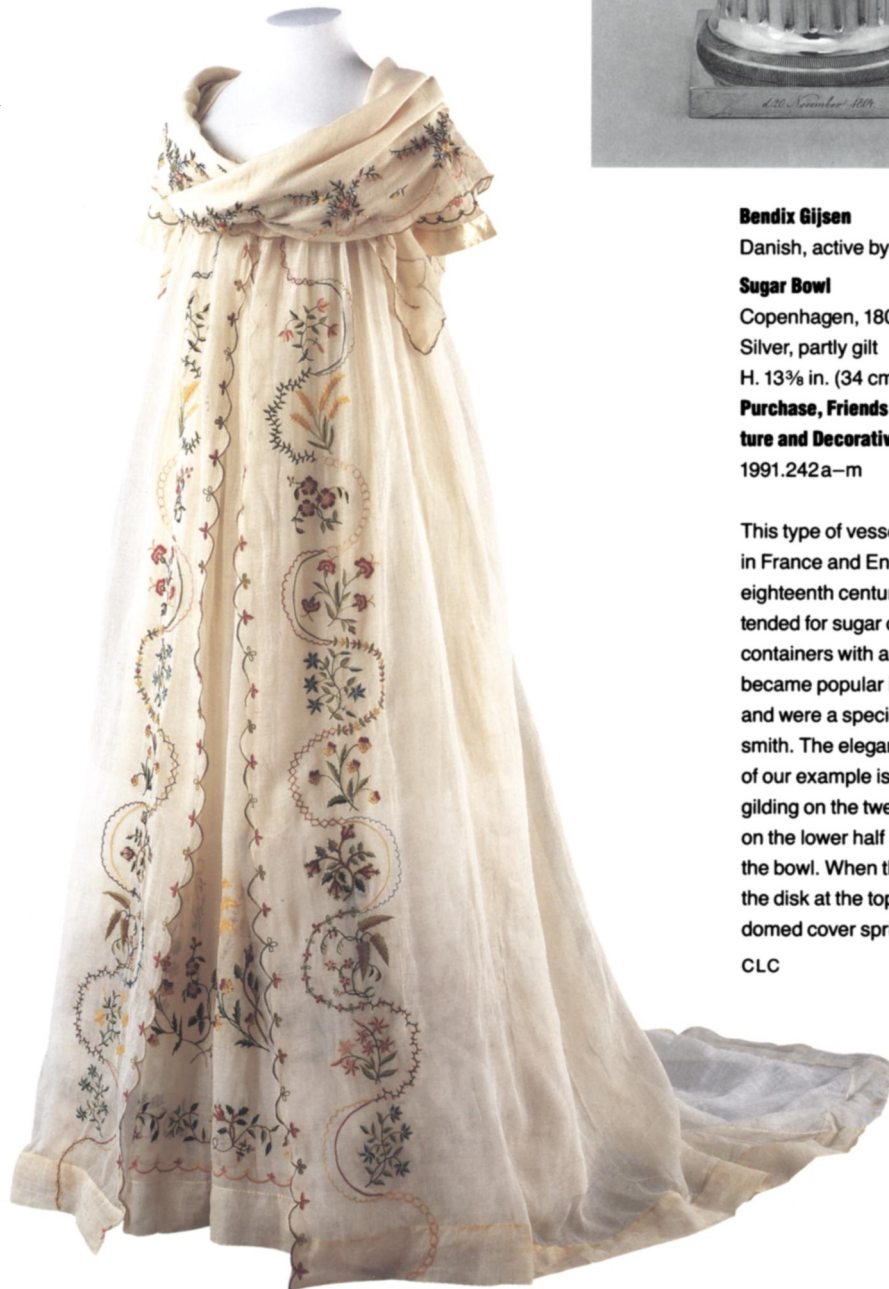 d. 20. November 1804.
Bendix Gijsen
Danish, active by
Sugar Bowl
Copenhagen, 180
Silver, partly gilt
H. 13⅜ in. (34 cm
Purchase, Friends
ture and Decorativ
1991.242a–m
This type of vess
in France and En
eighteenth centur
tended for sugar
containers with a
became popular
and were a speci
smith. The elegar
of our example is
gilding on the twe
on the lower half
the bowl. When th
the disk at the top
domed cover spr
CLC